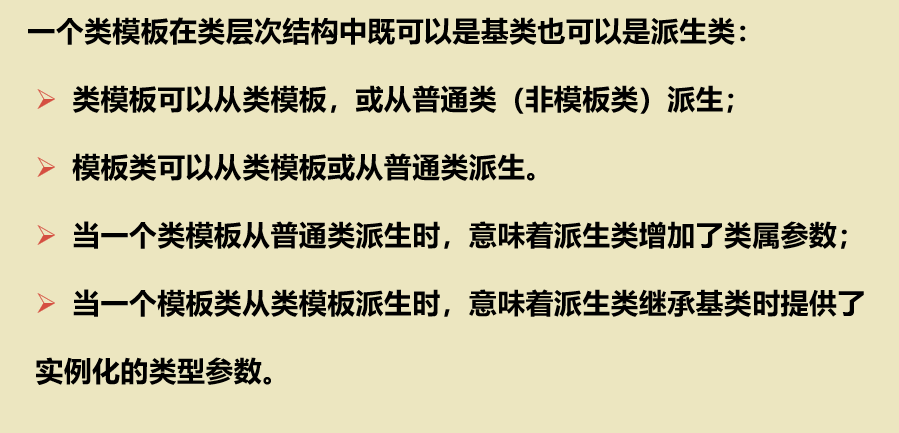 一个类模板在类层次结构中既可以是基类也可以是派生类：
➢ 类模板可以从类模板，或从普通类（非模板类）派生；
➢ 模板类可以从类模板或从普通类派生。
➢ 当一个类模板从普通类派生时，意味着派生类增加了类属参数；
➢ 当一个模板类从类模板派生时，意味着派生类继承基类时提供了
实例化的类型参数。